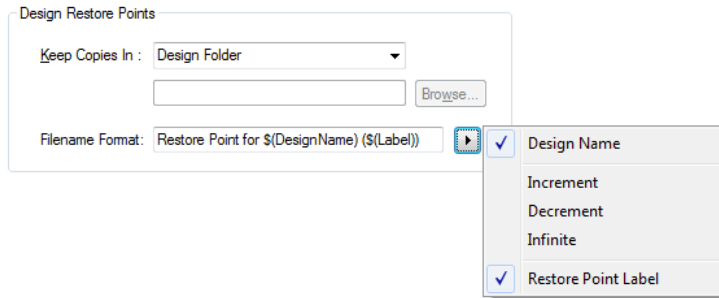 Design Restore Points
Keep Copies In : Design Folder
Browse...
Filename Format: Restore Point for $(DesignName) ($(Label))
Design Name
Increment
Decrement
Infinite
Restore Point Label